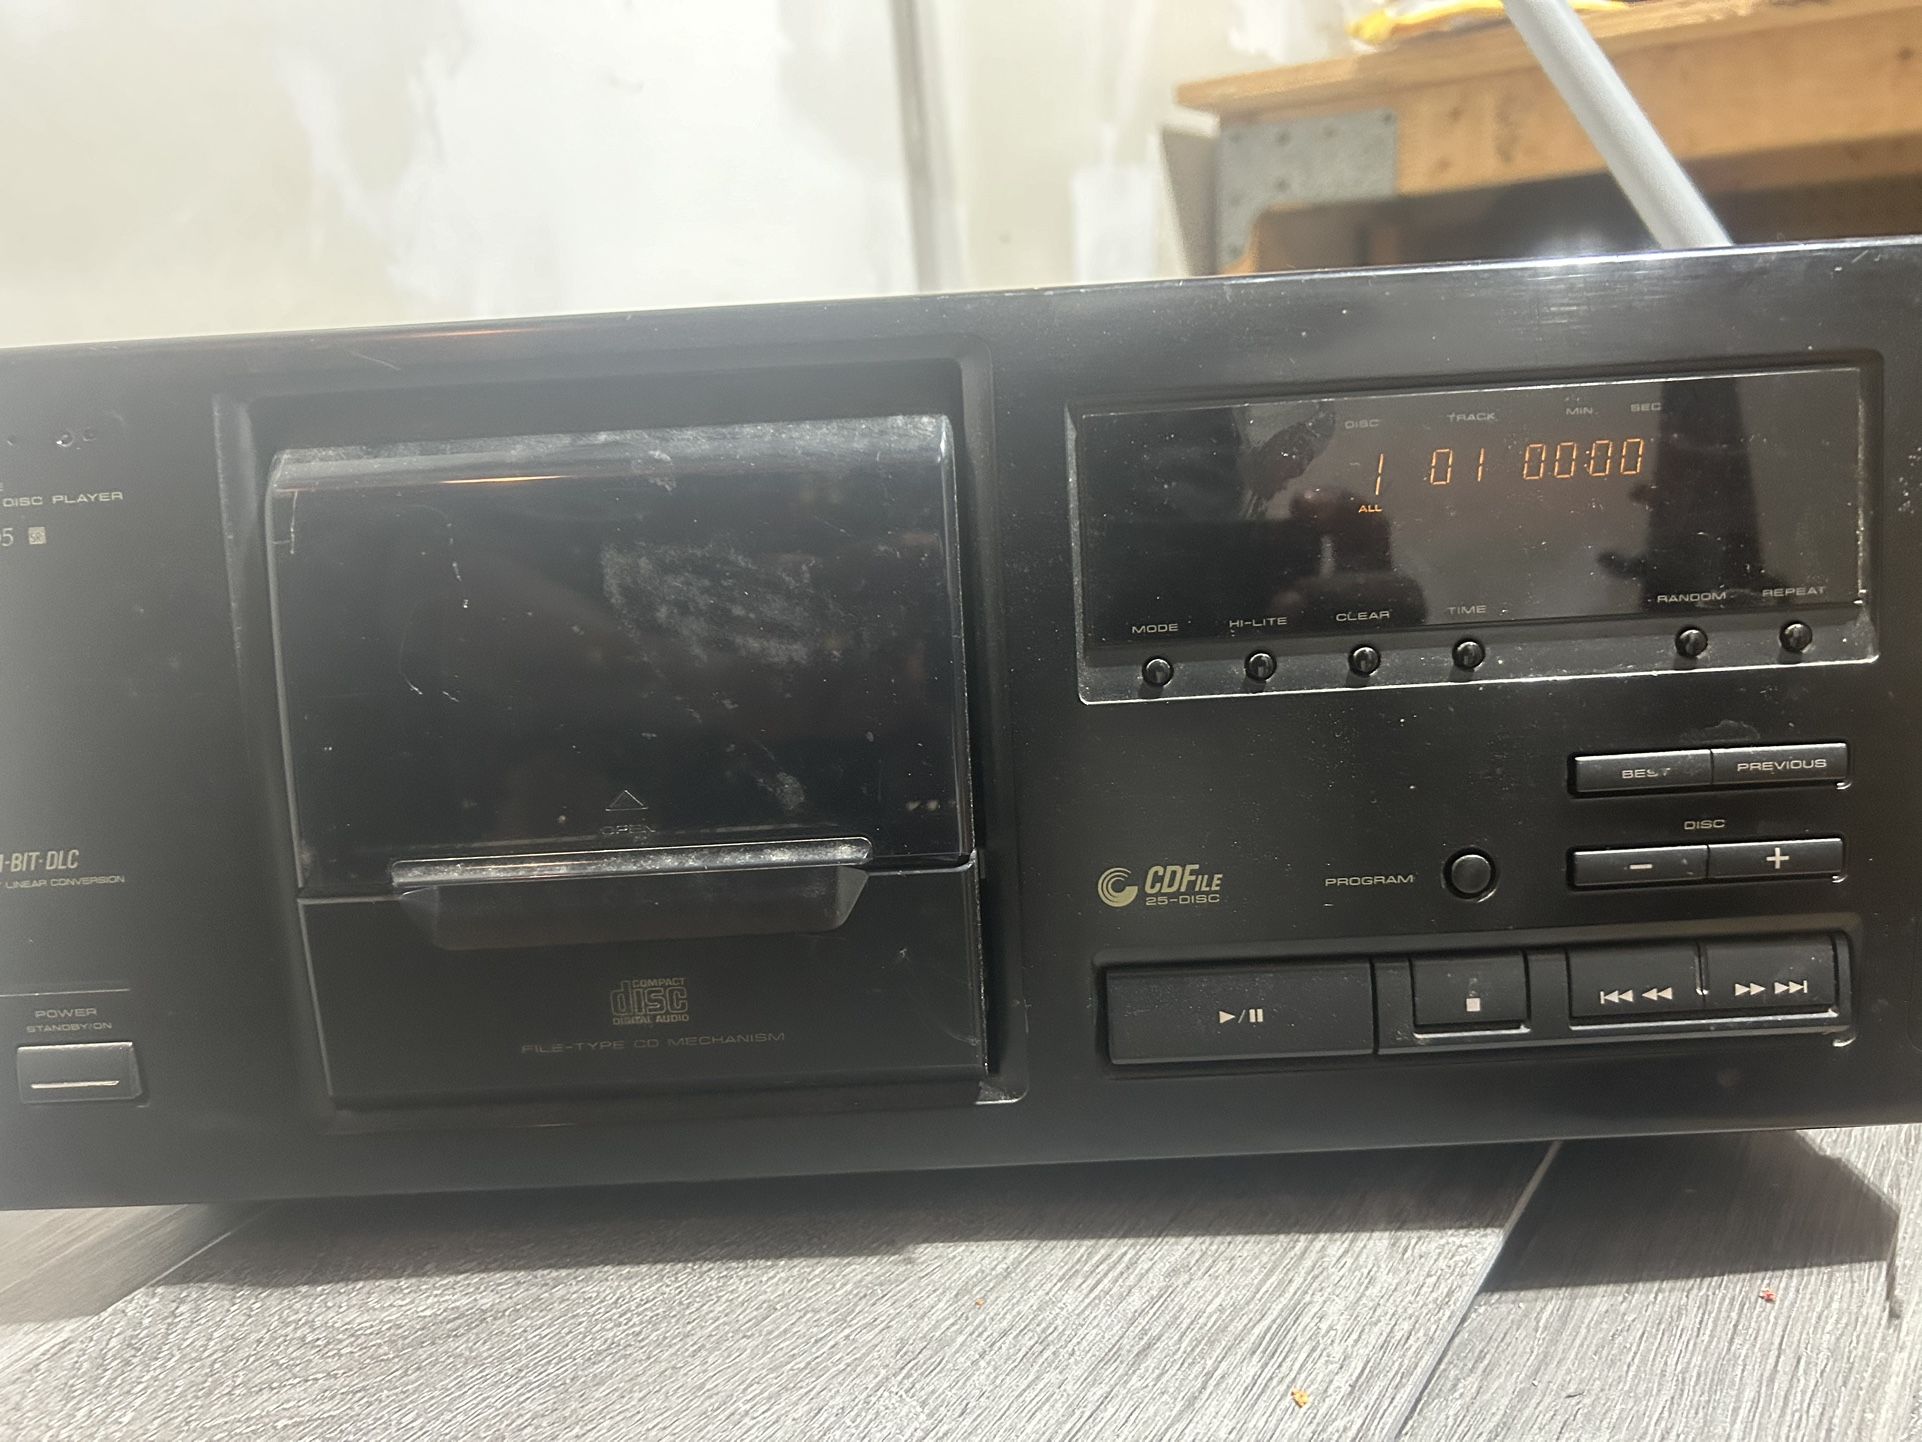 DISC PLAYER
5 SR
1-BIT·DLC
LINEAR CONVERSION
POWER
STANDBY/ON
OPEN
COMPACT
disc
DIGITAL AUDIO
FILE-TYPE CD MECHANISM
DISC TRACK MIN SEC
1 01 00:00
ALL
MODE HI-LITE CLEAR TIME RANDOM REPEAT
BEST PREVIOUS
DISC
− +
CDFILE
25-DISC
PROGRAM